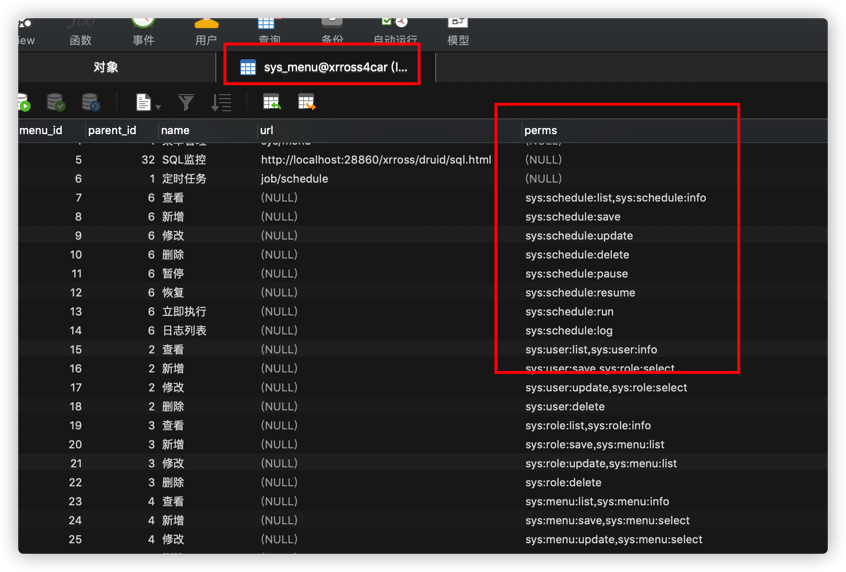 iew 函数 事件 用户 查询 备份 自动运行 模型
对象 sys_menu@xrross4car (l...
menu_id parent_id name url perms
菜单管理 sys/menu (NULL)
5 32 SQL监控 http://localhost:28860/xrross/druid/sql.html (NULL)
6 1 定时任务 job/schedule (NULL)
7 6 查看 (NULL) sys:schedule:list,sys:schedule:info
8 6 新增 (NULL) sys:schedule:save
9 6 修改 (NULL) sys:schedule:update
10 6 删除 (NULL) sys:schedule:delete
11 6 暂停 (NULL) sys:schedule:pause
12 6 恢复 (NULL) sys:schedule:resume
13 6 立即执行 (NULL) sys:schedule:run
14 6 日志列表 (NULL) sys:schedule:log
15 2 查看 (NULL) sys:user:list,sys:user:info
16 2 新增 (NULL) sys:user:save,sys:role:select
17 2 修改 (NULL) sys:user:update,sys:role:select
18 2 删除 (NULL) sys:user:delete
19 3 查看 (NULL) sys:role:list,sys:role:info
20 3 新增 (NULL) sys:role:save,sys:menu:list
21 3 修改 (NULL) sys:role:update,sys:menu:list
22 3 删除 (NULL) sys:role:delete
23 4 查看 (NULL) sys:menu:list,sys:menu:info
24 4 新增 (NULL) sys:menu:save,sys:menu:select
25 4 修改 (NULL) sys:menu:update,sys:menu:select